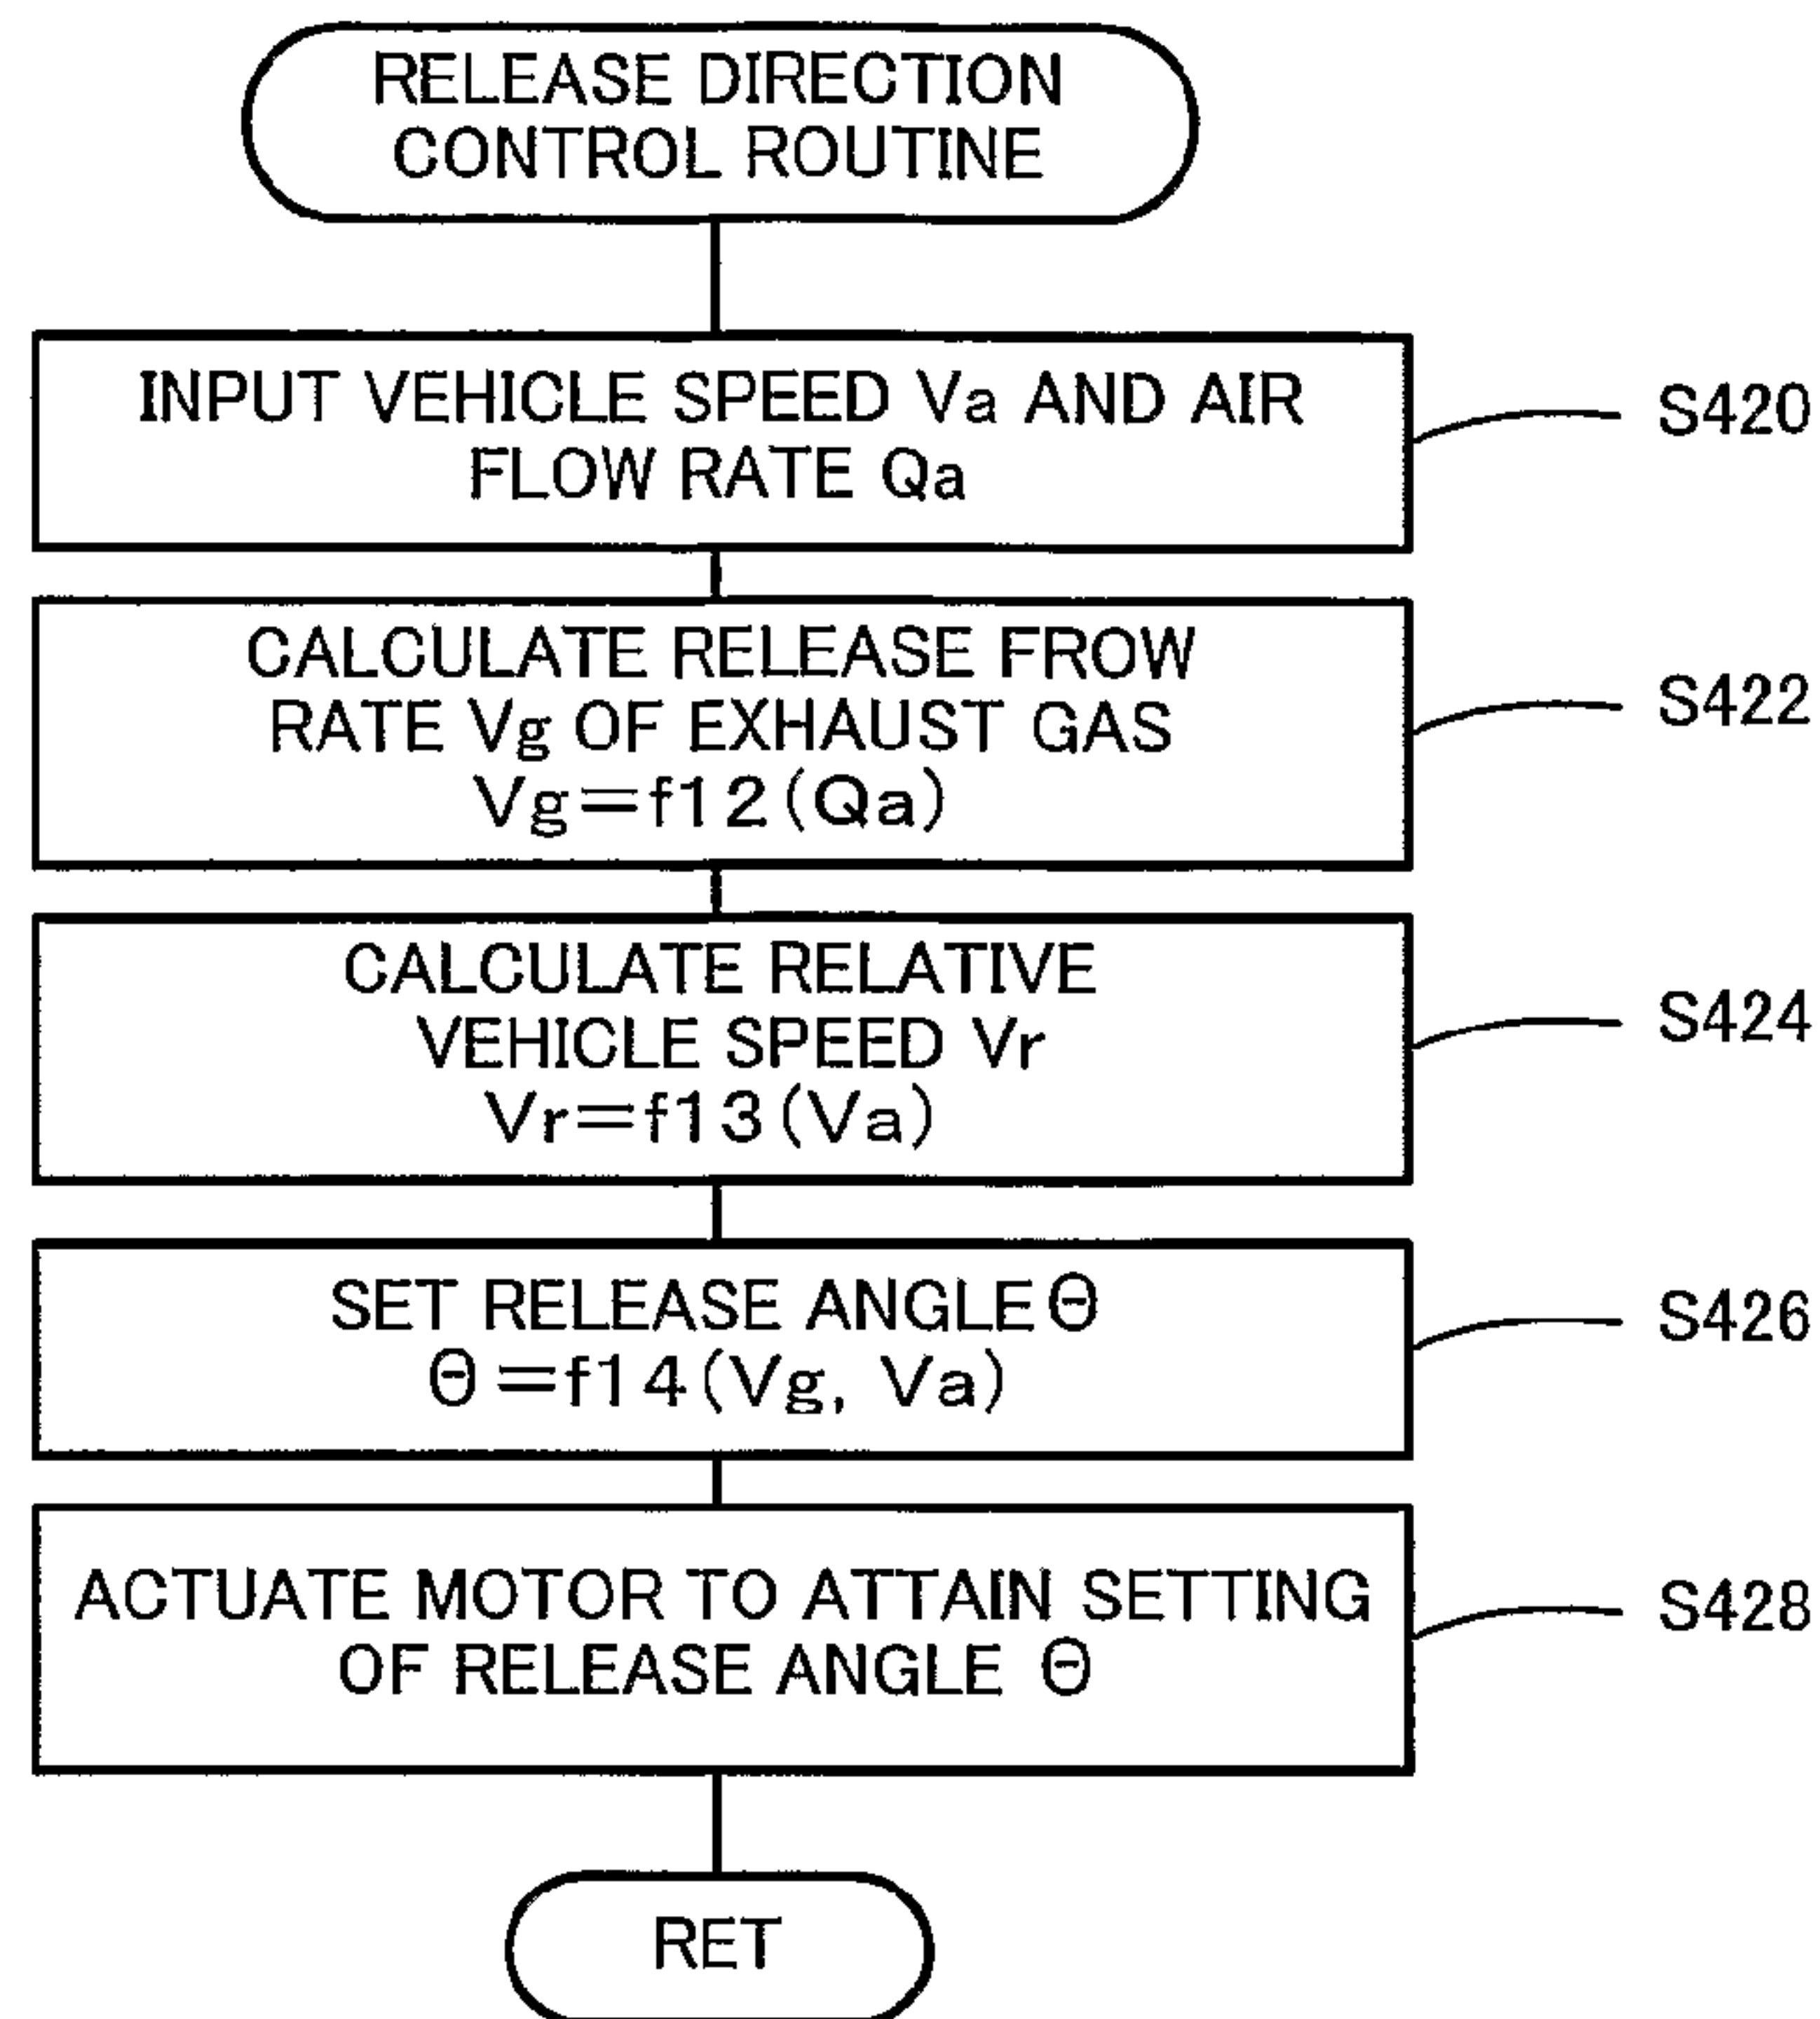 RELEASE DIRECTION
CONTROL ROUTINE
INPUT VEHICLE SPEED Va AND AIR
FLOW RATE Qa
S420
CALCULATE RELEASE FROW
RATE Vg OF EXHAUST GAS
Vg=f12(Qa)
S422
CALCULATE RELATIVE
VEHICLE SPEED Vr
Vr=f13(Va)
S424
SET RELEASE ANGLE Θ
Θ=f14(Vg, Va)
S426
ACTUATE MOTOR TO ATTAIN SETTING
OF RELEASE ANGLE Θ
S428
RET